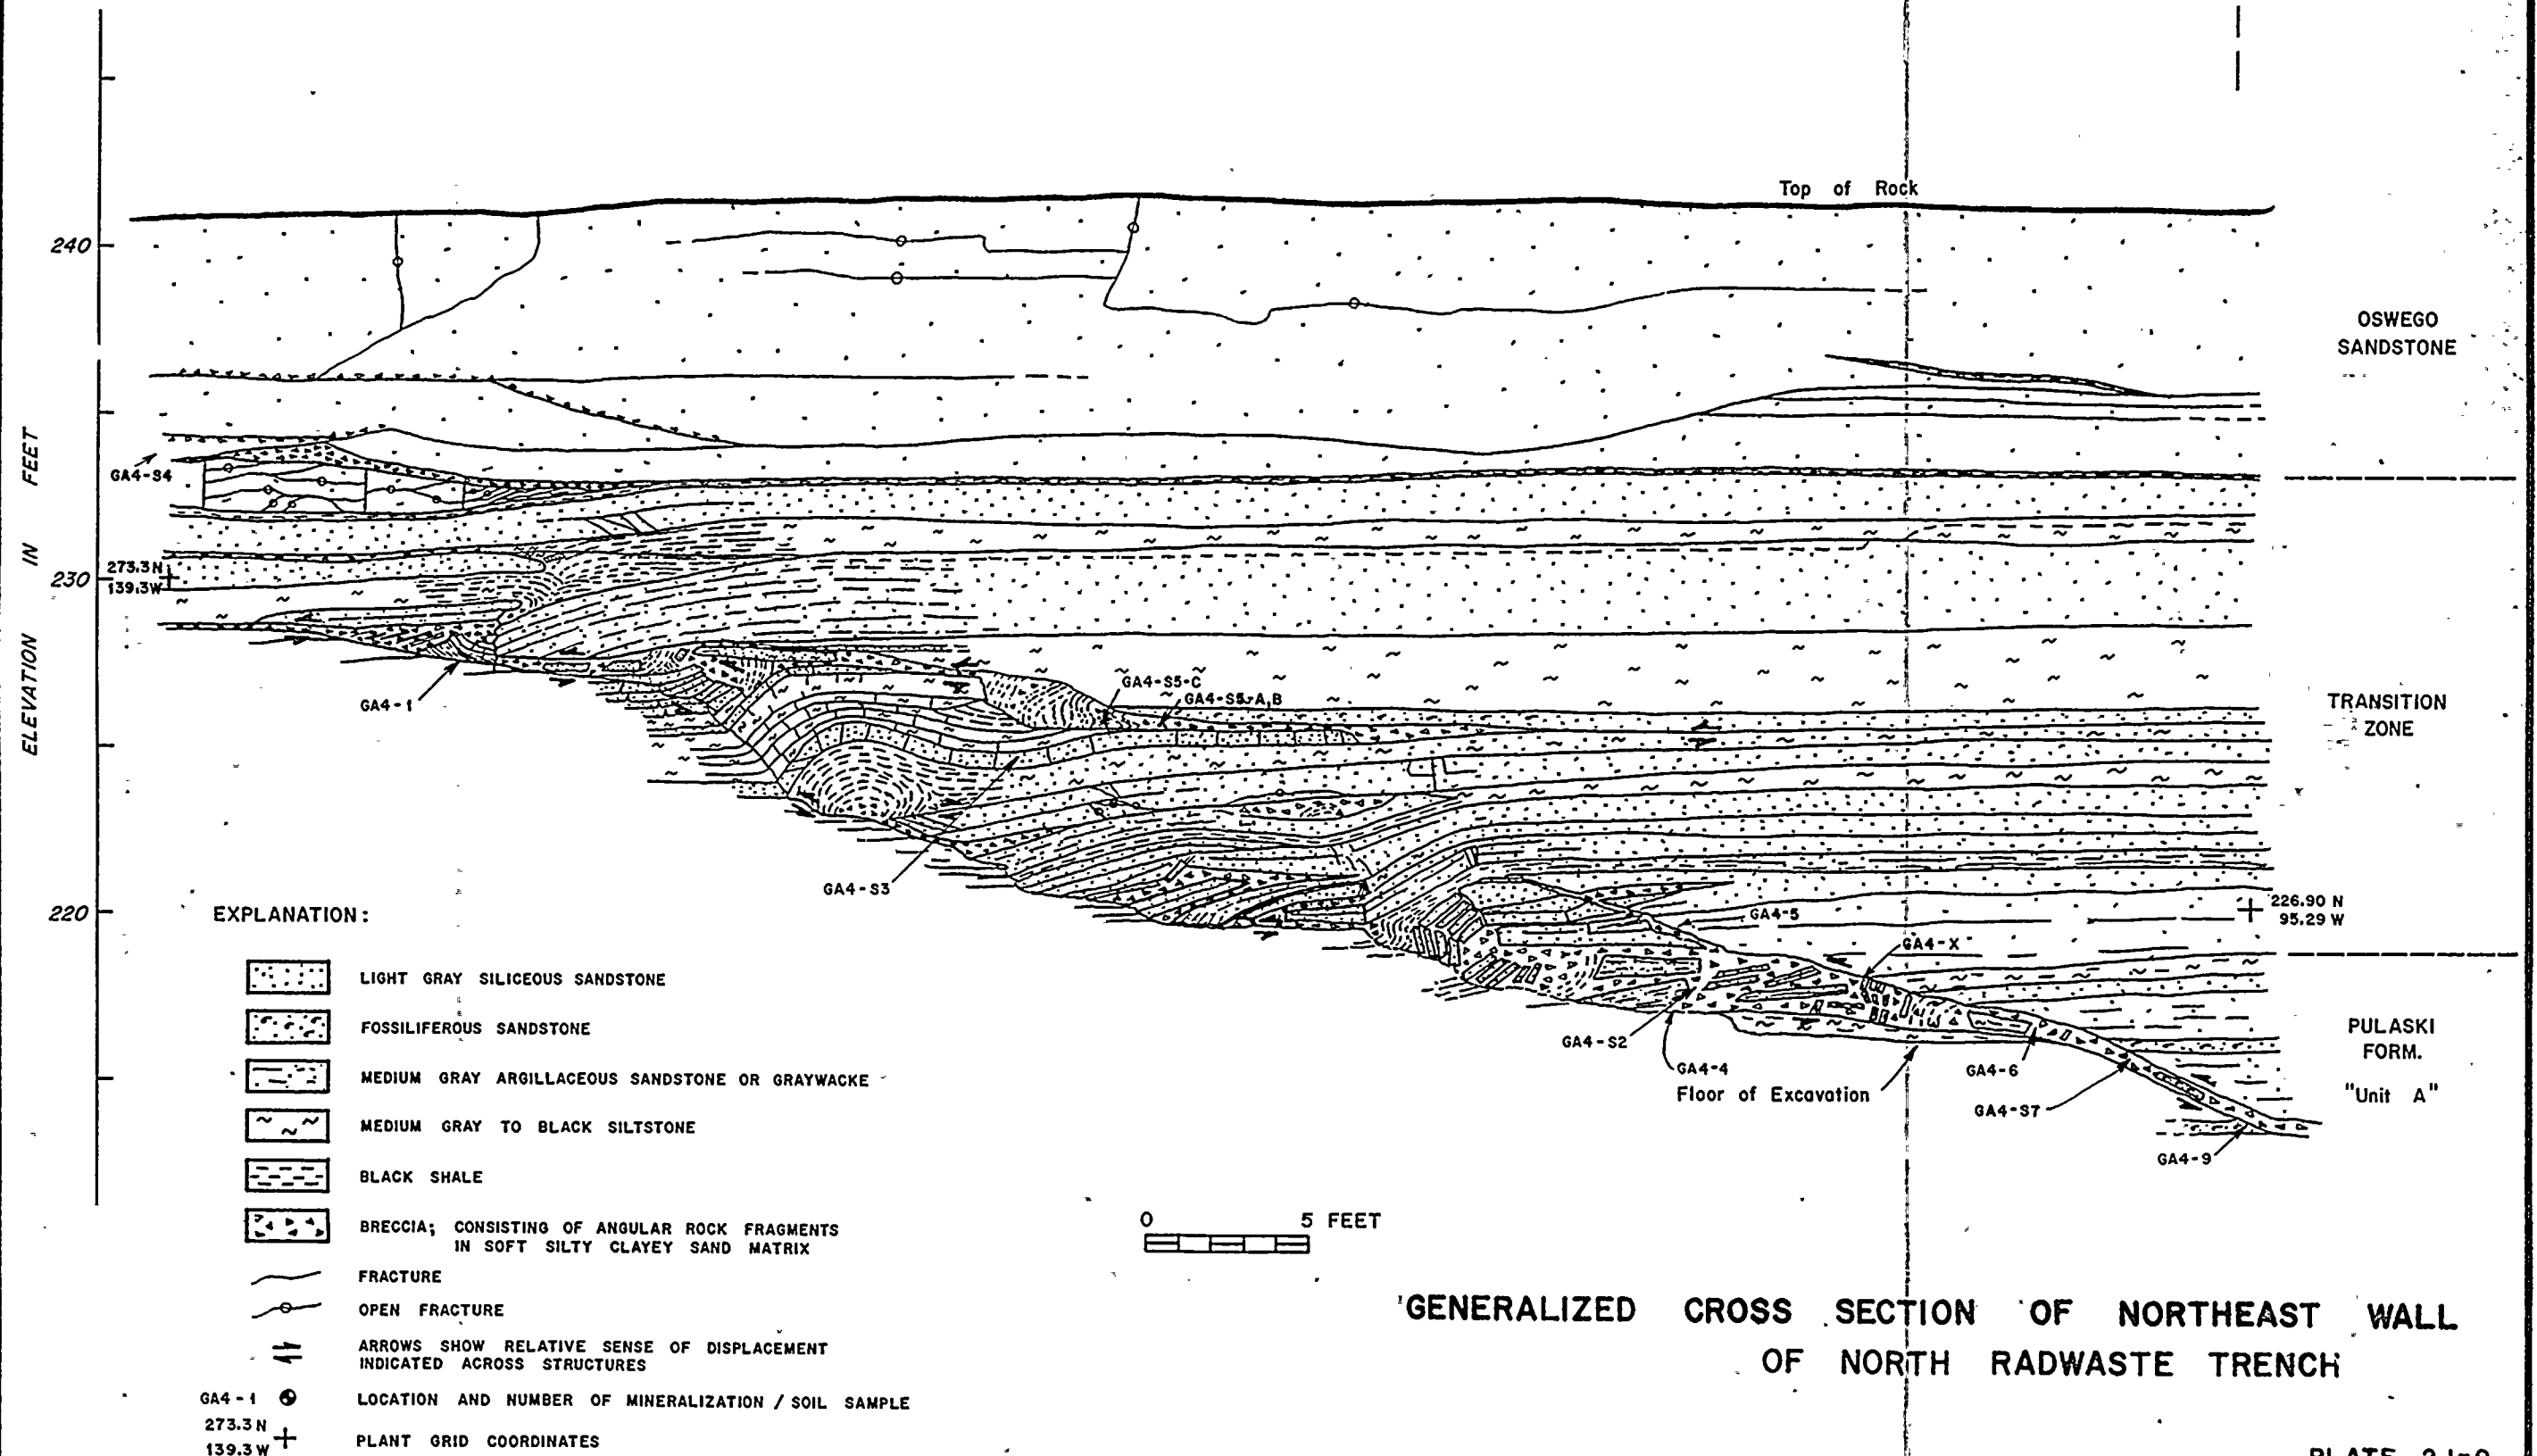 Top of Rock
240
OSWEGO
SANDSTONE
GA4-S4
273.3N
139.3W
230
ELEVATION IN FEET
GA4-1
GA4-S5-C
GA4-S5-A,B
TRANSITION
ZONE
GA4-S3
220
GA4-5
226.90 N
95.29 W
GA4-X
GA4-S2
GA4-4
Floor of Excavation
GA4-6
GA4-S7
GA4-9
PULASKI
FORM.
"Unit A"
EXPLANATION:
LIGHT GRAY SILICEOUS SANDSTONE
FOSSILIFEROUS SANDSTONE
MEDIUM GRAY ARGILLACEOUS SANDSTONE OR GRAYWACKE
MEDIUM GRAY TO BLACK SILTSTONE
BLACK SHALE
BRECCIA; CONSISTING OF ANGULAR ROCK FRAGMENTS
IN SOFT SILTY CLAYEY SAND MATRIX
FRACTURE
OPEN FRACTURE
ARROWS SHOW RELATIVE SENSE OF DISPLACEMENT
INDICATED ACROSS STRUCTURES
GA4-1 LOCATION AND NUMBER OF MINERALIZATION / SOIL SAMPLE
273.3 N
139.3 W PLANT GRID COORDINATES
0 5 FEET
GENERALIZED CROSS SECTION OF NORTHEAST WALL
OF NORTH RADWASTE TRENCH
PLATE